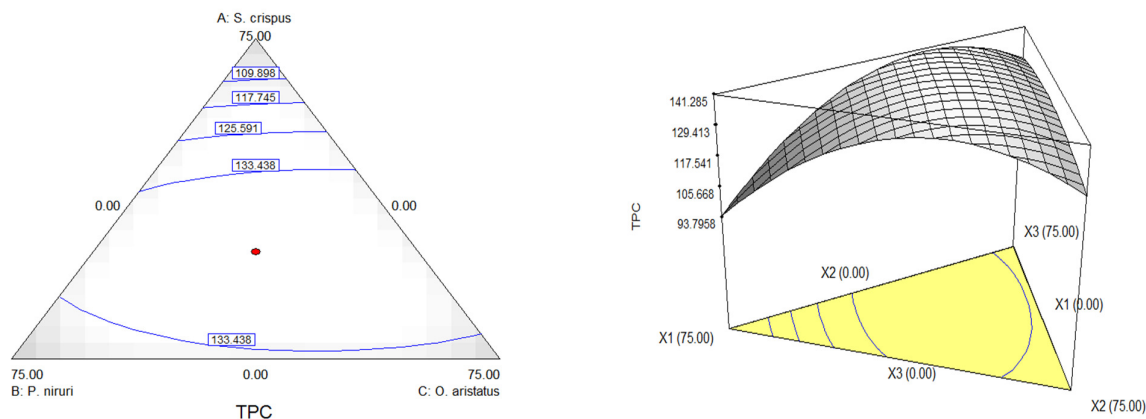 A: S. crispus
75.00
109.898
117.745
125.591
133.438
0.00
0.00
133.438
75.00
0.00
75.00
B: P. niruri
C: O. aristatus
TPC
141.285
129.413
117.541
105.668
93.7958
TPC
X3 (75.00)
X2 (0.00)
X1 (0.00)
X1 (75.00)
X3 (0.00)
X2 (75.00)